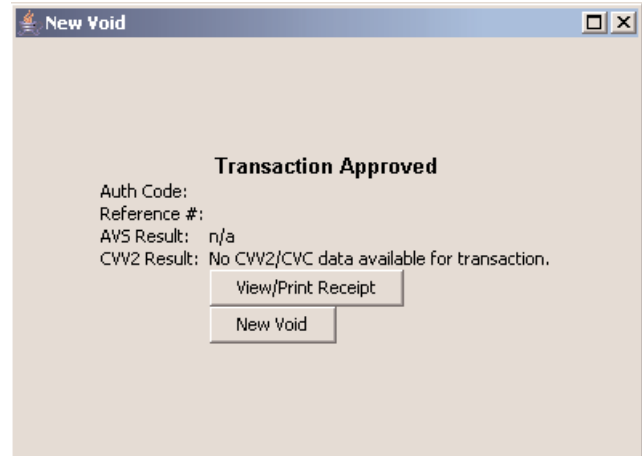 New Void
Transaction Approved
Auth Code:
Reference #:
AVS Result: n/a
CVV2 Result: No CVV2/CVC data available for transaction.
View/Print Receipt
New Void